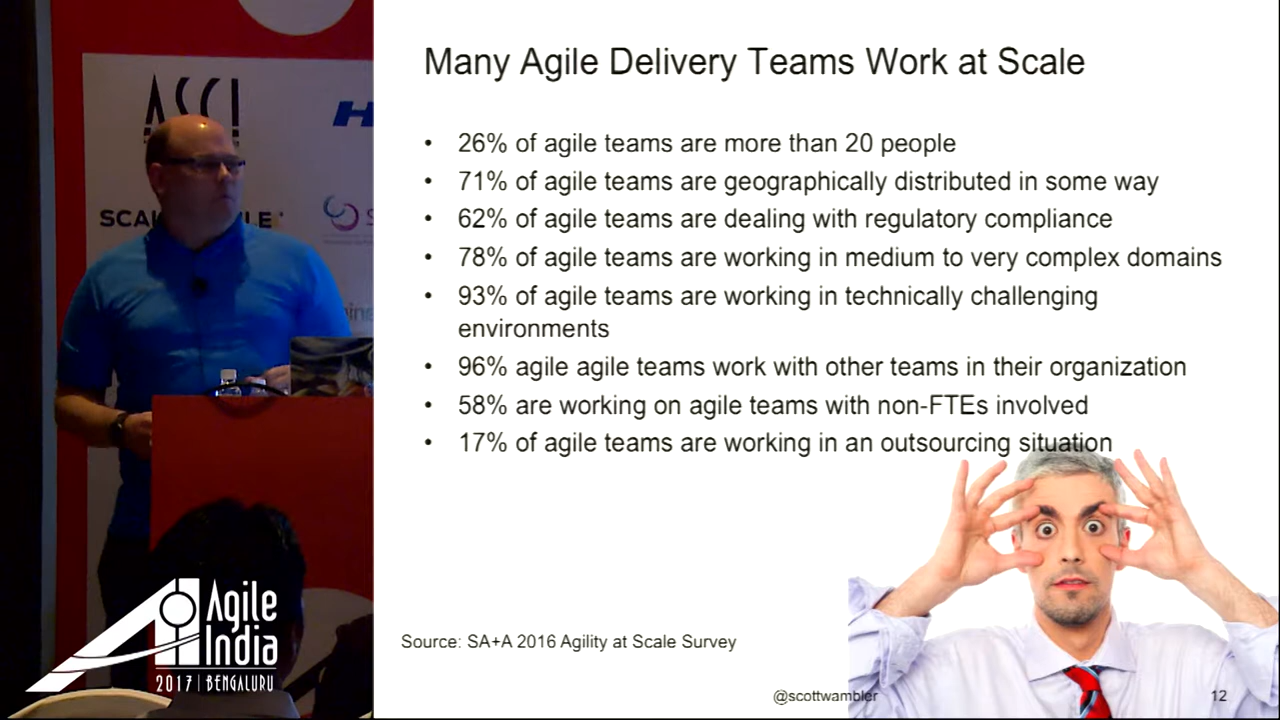 Many Agile Delivery Teams Work at Scale
• 26% of agile teams are more than 20 people
• 71% of agile teams are geographically distributed in some way
• 62% of agile teams are dealing with regulatory compliance
• 78% of agile teams are working in medium to very complex domains
• 93% of agile teams are working in technically challenging
environments
• 96% agile agile teams work with other teams in their organization
• 58% are working on agile teams with non-FTEs involved
• 17% of agile teams are working in an outsourcing situation
Source: SA+A 2016 Agility at Scale Survey
@scottwambler
12
ASCI
Agile
India
2017 | BENGALURU